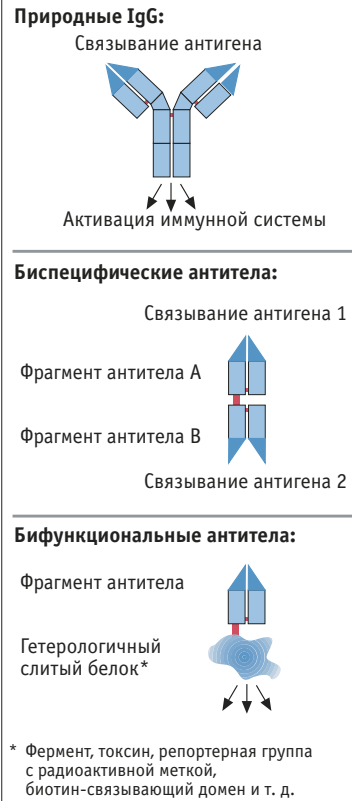 Природные IgG:
Связывание антигена
Активация иммунной системы
Биспецифические антитела:
Связывание антигена 1
Фрагмент антитела А
Фрагмент антитела В
Связывание антигена 2
Бифункциональные антитела:
Фрагмент антитела
Гетерологичный
слитый белок*
* Фермент, токсин, репортерная группа
с радиоактивной меткой,
биотин-связывающий домен и т. д.